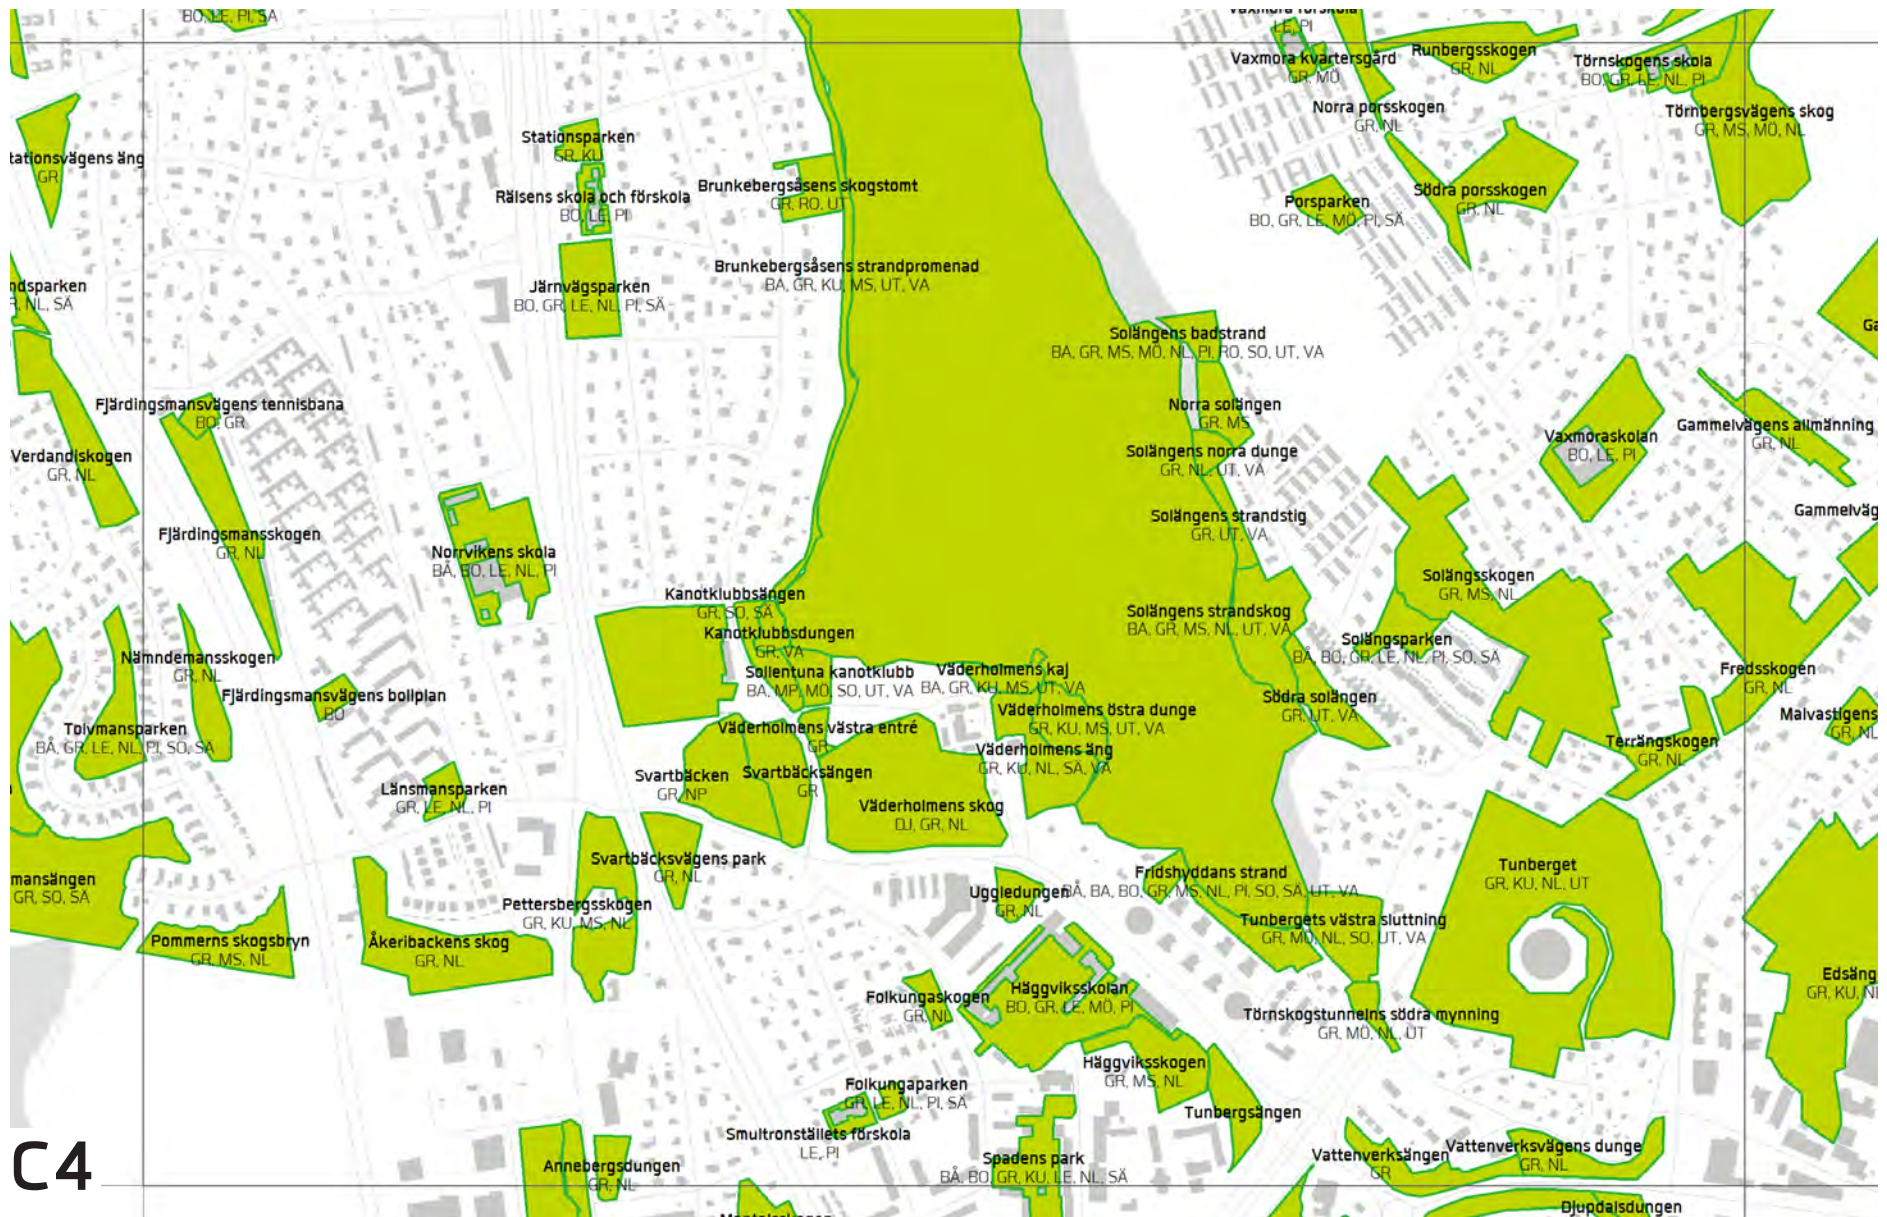 BO, LE, PI, SÄ
Vaxmora förskola
LE, PI
Vaxmora kvartersgård
GR, MÖ
Runbergsskogen
GR, NL
Törnskogens skola
BO, GR, LE, NL, PI
Norra porsskogen
GR, NL
Törnbergsvägens skog
GR, MS, MÖ, NL
Stationsparken
GR, KU
tationsvägens äng
GR
Rälsens skola och förskola
BO, LE, PI
Brunkebergsåsens skogstomt
GR, RO, UT
Porsparken
BO, GR, LE, MÖ, PI, SÄ
Södra porsskogen
GR, NL
Brunkebergsåsens strandpromenad
BA, GR, KU, MS, UT, VA
ndsparken
R, NL, SÄ
Järnvägsparken
BO, GR, LE, NL, PI, SÄ
Solängens badstrand
BA, GR, MS, MÖ, NL, PI, RO, SO, UT, VA
Ga
Fjärdingsmansvägens tennisbana
BO, GR
Norra solängen
GR, MS
Gammelvägens allmänning
GR, NL
Vaxmoraskolan
BO, LE, PI
Verdandiskogen
GR, NL
Solängens norra dunge
GR, NL, UT, VA
Solängens strandstig
GR, UT, VA
Gammelväg
Fjärdingsmansskogen
GR, NL
Norrvikens skola
BÅ, BO, LE, NL, PI
Solängsskogen
GR, MS, NL
Kanotklubbsängen
GR, SO, SÄ
Solängens strandskog
BA, GR, MS, NL, UT, VA
Kanotklubbsdungen
GR, VA
Solängsparken
BÅ, BO, GR, LE, NL, PI, SO, SÄ
Nämndemansskogen
GR, NL
Sollentuna kanotklubb
BA, MP, MÖ, SO, UT, VA
Väderholmens kaj
BA, GR, KU, MS, UT, VA
Fredsskogen
GR, NL
Fjärdingsmansvägens bollplan
BO
Södra solängen
GR, UT, VA
Väderholmens östra dunge
GR, KU, MS, UT, VA
Malvastigens
GR, NL
Tolvmansparken
BÅ, GR, LE, NL, PI, SO, SÄ
Väderholmens västra entré
GR
Terrängskogen
GR, NL
Väderholmens äng
GR, KU, NL, SÄ, VA
Svartbäcken
GR, NP
Svartbäcksängen
GR
Länsmansparken
GR, LE, NL, PI
Väderholmens skog
DJ, GR, NL
Svartbäcksvägens park
GR, NL
Tunberget
GR, KU, NL, UT
mansängen
GR, SO, SÄ
Fridshyddans strand
BÅ, BA, BO, GR, MS, NL, PI, SO, SÄ, UT, VA
Uggledungen
GR, NL
Pettersbergsskogen
GR, KU, MS, NL
Tunbergets västra sluttning
GR, MÖ, NL, SO, UT, VA
Pommerns skogsbryn
GR, MS, NL
Åkeribackens skog
GR, NL
Edsäng
GR, KU, NL
Folkungaskogen
GR, NL
Häggviksskolan
BO, GR, LE, MÖ, PI
Törnskogstunnelns södra mynning
GR, MÖ, NL, UT
Häggviksskogen
GR, MS, NL
Folkungaparken
GR, LE, NL, PI, SÄ
Tunbergsängen
Smultronställets förskola
LE, PI
Vattenverksvägens dunge
GR, NL
Vattenverksängen
GR
Annebergsdungen
GR, NL
Spadens park
BÅ, BO, GR, KU, LE, NL, SÄ
C4
Djupdalsdungen